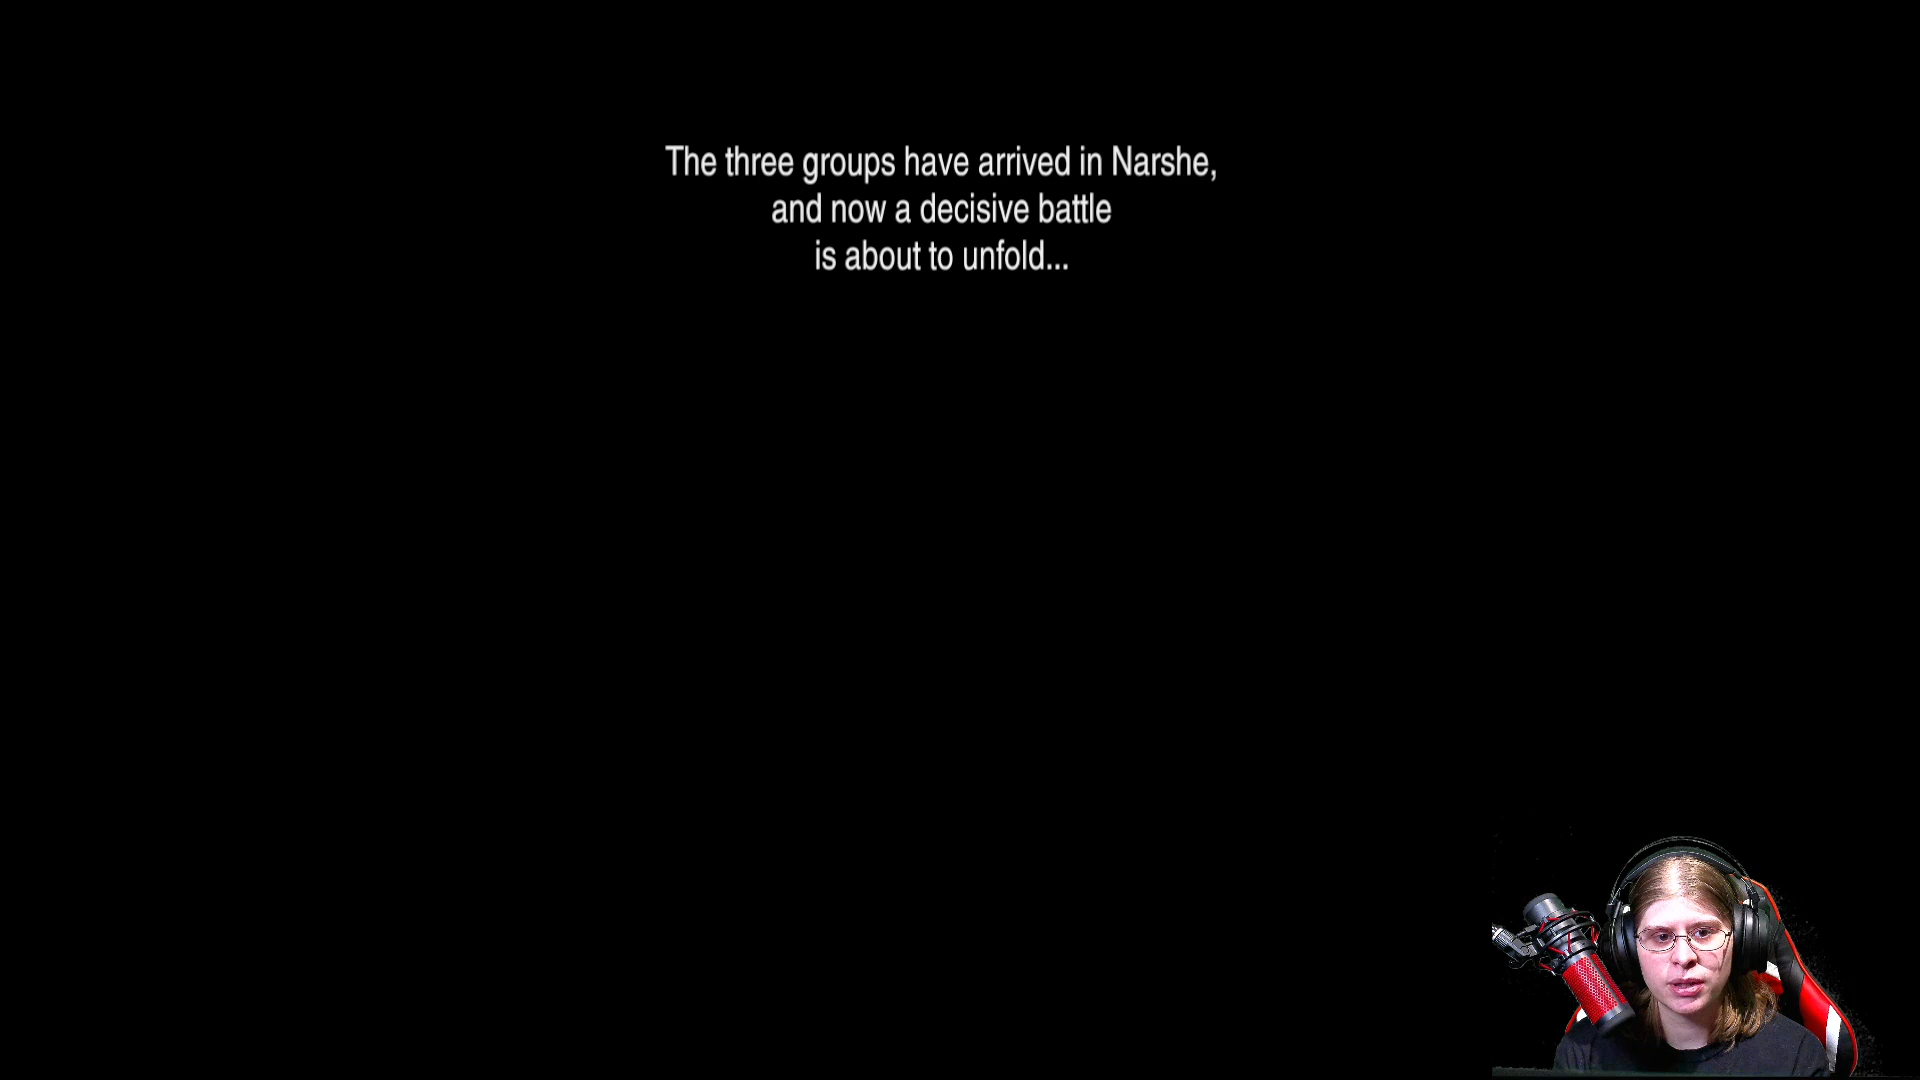 The three groups have arrived in Narshe,
and now a decisive battle
is about to unfold...